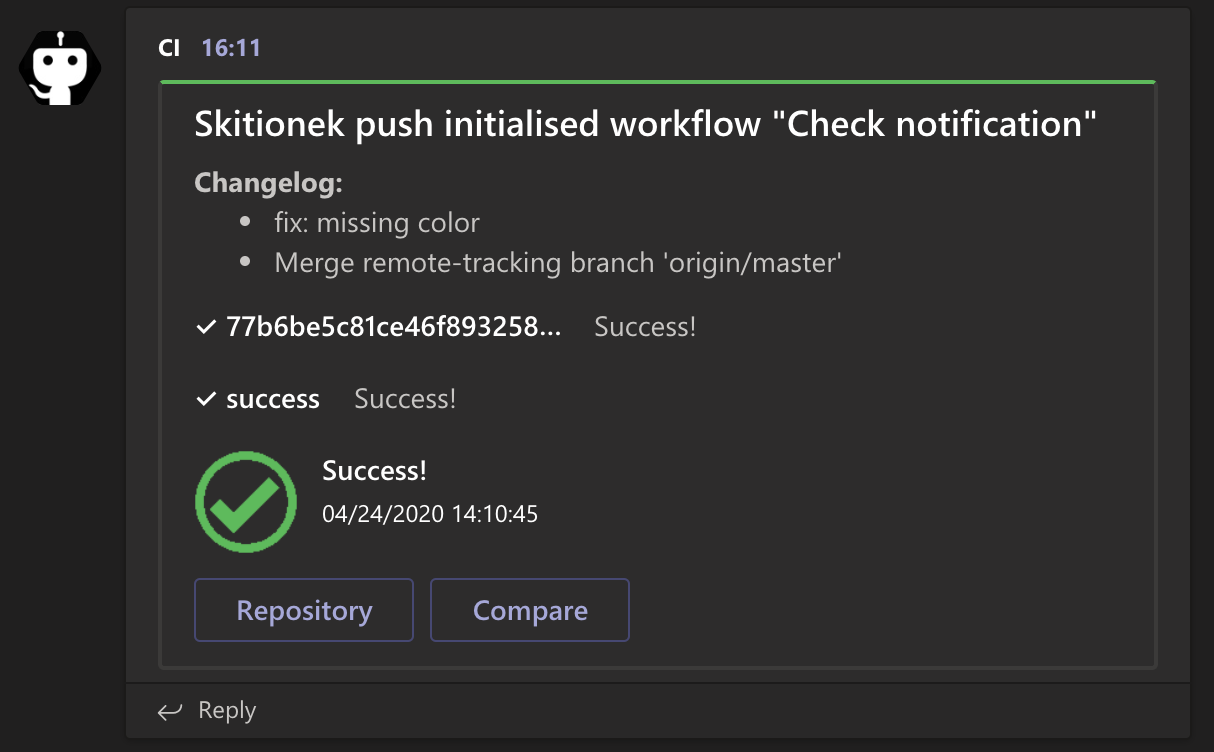 CI 16:11
Skitionek push initialised workflow "Check notification"
Changelog:
• fix: missing color
• Merge remote-tracking branch 'origin/master'
✓ 77b6be5c81ce46f893258... Success!
✓ success Success!
Success!
04/24/2020 14:10:45
Repository Compare
Reply